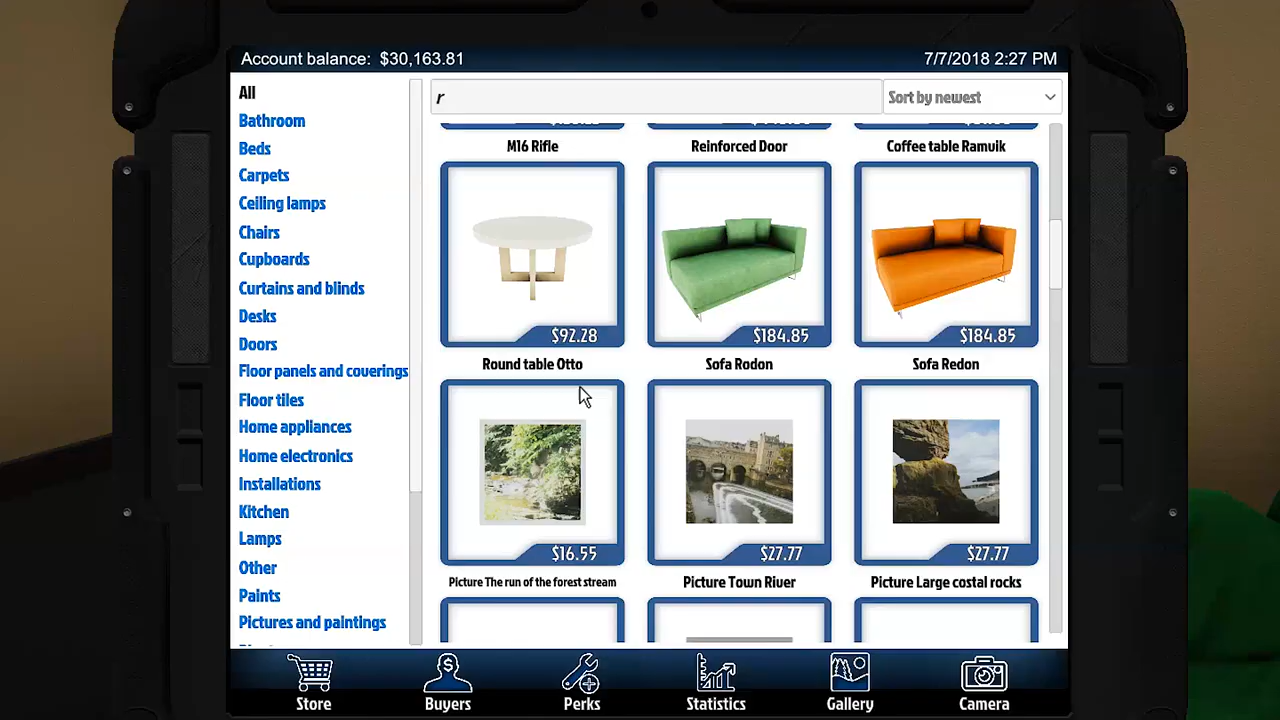 Account balance: $30,163.81
7/7/2018 2:27 PM
All
Bathroom
Beds
Carpets
Ceiling lamps
Chairs
Cupboards
Curtains and blinds
Desks
Doors
Floor panels and coverings
Floor tiles
Home appliances
Home electronics
Installations
Kitchen
Lamps
Other
Paints
Pictures and paintings
r
Sort by newest
M16 Rifle
Reinforced Door
Coffee table Ramuik
$92.28
$184.85
$184.85
Round table Otto
Sofa Rodon
Sofa Redon
$16.55
$27.77
$27.77
Picture The run of the forest stream
Picture Town River
Picture Large costal rocks
Store
Buyers
Perks
Statistics
Gallery
Camera